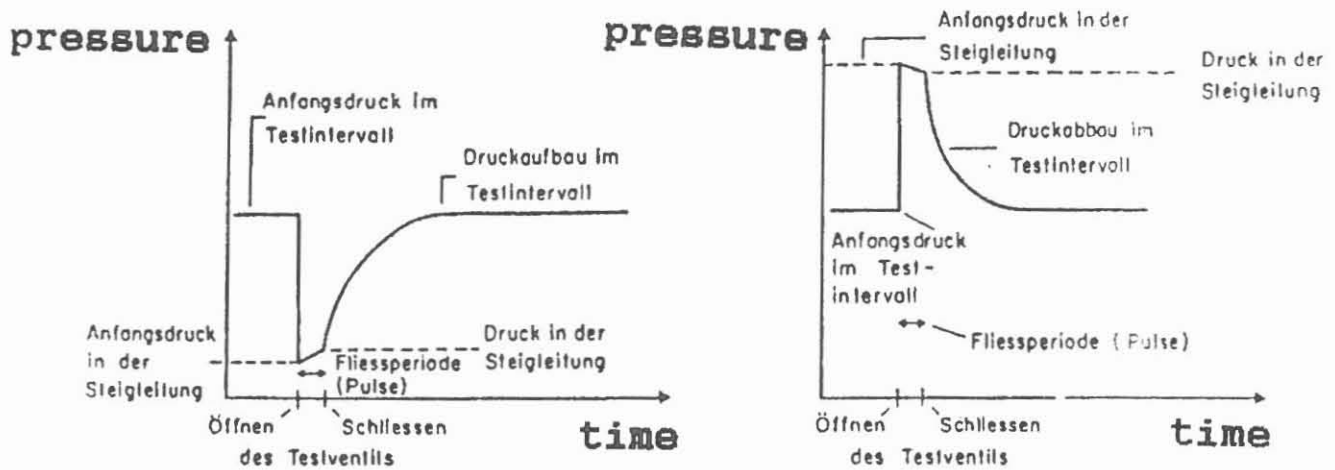 pressure
Anfangsdruck im
Testintervall
Druckaufbau im
Testintervall
Anfangsdruck
in der
Steigleitung
Druck in der
Steigleitung
Fliessperiode
(Pulse)
Öffnen
Schliessen
des Testventils
time
pressure
Anfangsdruck in der
Steigleitung
Druck in der
Steigleitung
Druckabbau im
Testintervall
Anfangsdruck
im Test-
intervall
Fliessperiode (Pulse)
Öffnen
Schliessen
des Testventils
time